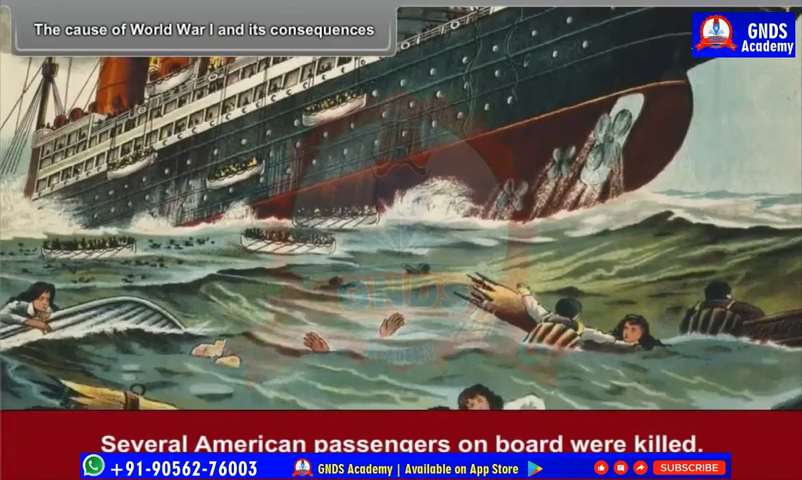 The cause of World War I and its consequences
GNDS
Academy
GNDS
Several American passengers on board were killed.
+91-90562-76003
GNDS Academy | Available on App Store
SUBSCRIBE